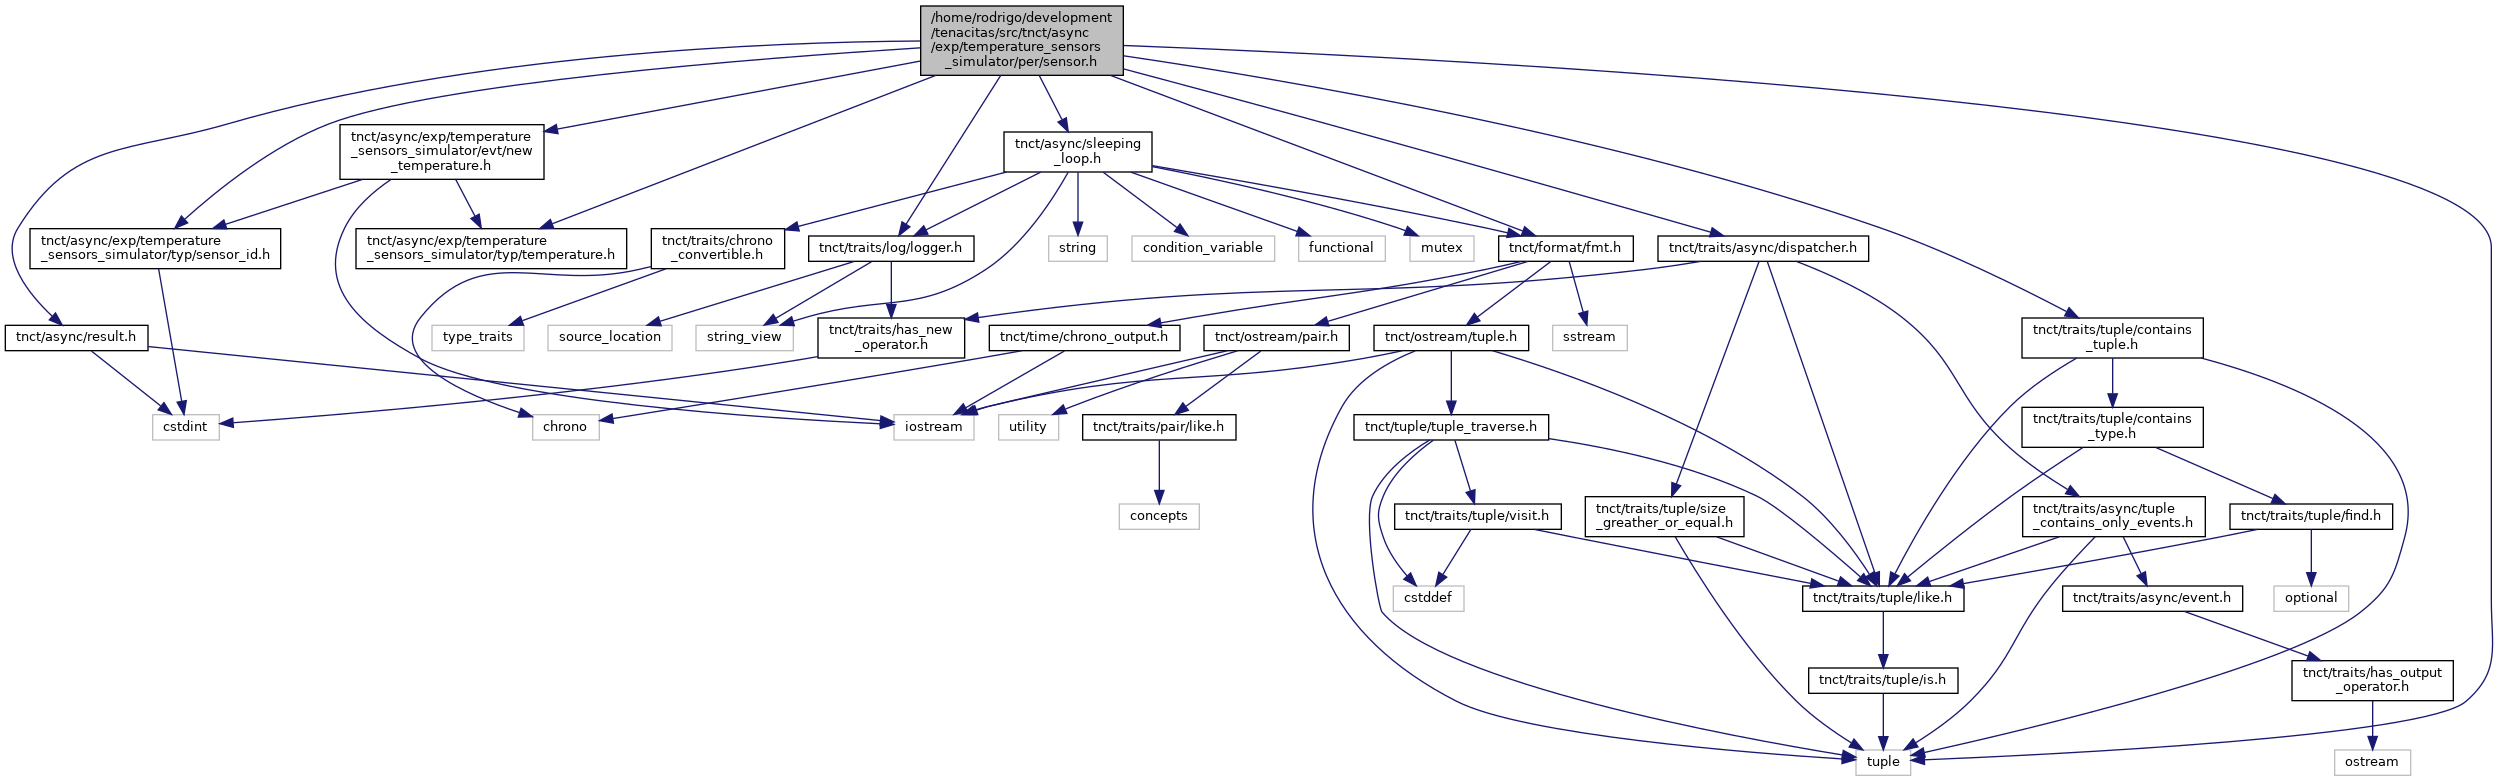 /home/rodrigo/development
/tenacitas/src/tnct/async
/exp/temperature_sensors
_simulator/per/sensor.h
tnct/async/exp/temperature
_sensors_simulator/evt/new
_temperature.h
tnct/async/sleeping
_loop.h
tnct/async/exp/temperature
_sensors_simulator/typ/sensor_id.h
tnct/async/exp/temperature
_sensors_simulator/typ/temperature.h
tnct/traits/chrono
_convertible.h
tnct/traits/log/logger.h
string
condition_variable
functional
mutex
tnct/format/fmt.h
tnct/traits/async/dispatcher.h
tnct/async/result.h
type_traits
source_location
string_view
tnct/traits/has_new
_operator.h
tnct/time/chrono_output.h
tnct/ostream/pair.h
tnct/ostream/tuple.h
sstream
tnct/traits/tuple/contains
_tuple.h
cstdint
chrono
iostream
utility
tnct/traits/pair/like.h
tnct/tuple/tuple_traverse.h
tnct/traits/tuple/contains
_type.h
concepts
tnct/traits/tuple/visit.h
tnct/traits/tuple/size
_greather_or_equal.h
tnct/traits/async/tuple
_contains_only_events.h
tnct/traits/tuple/find.h
cstddef
tnct/traits/tuple/like.h
tnct/traits/async/event.h
optional
tnct/traits/tuple/is.h
tnct/traits/has_output
_operator.h
tuple
ostream